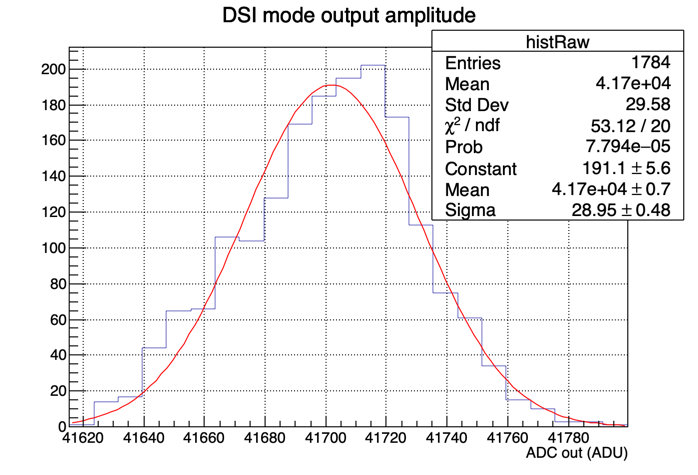 DSI mode output amplitude
histRaw
Entries 1784
Mean 4.17e+04
Std Dev 29.58
χ² / ndf 53.12 / 20
Prob 7.794e−05
Constant 191.1 ± 5.6
Mean 4.17e+04 ± 0.7
Sigma 28.95 ± 0.48
200
180
160
140
120
100
80
60
40
20
0
41620 41640 41660 41680 41700 41720 41740 41760 41780
ADC out (ADU)